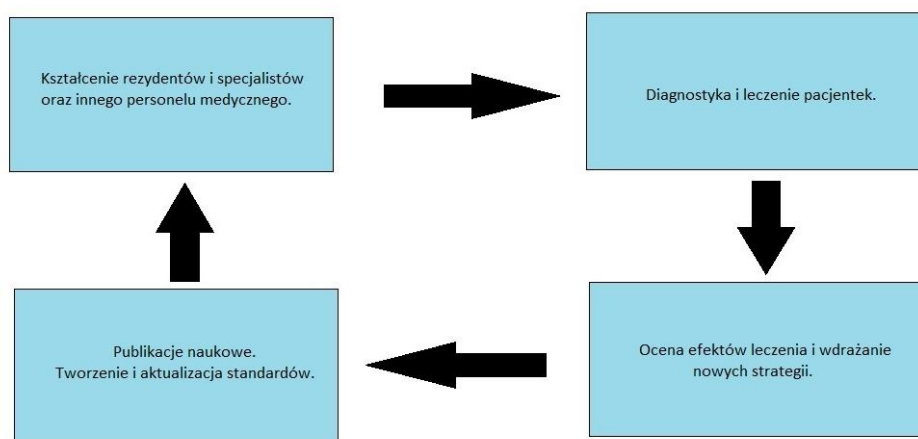 Kształcenie rezydentów i specjalistów
oraz innego personelu medycznego.
Diagnostyka i leczenie pacjentek.
Ocena efektów leczenia i wdrażanie
nowych strategii.
Publikacje naukowe.
Tworzenie i aktualizacja standardów.